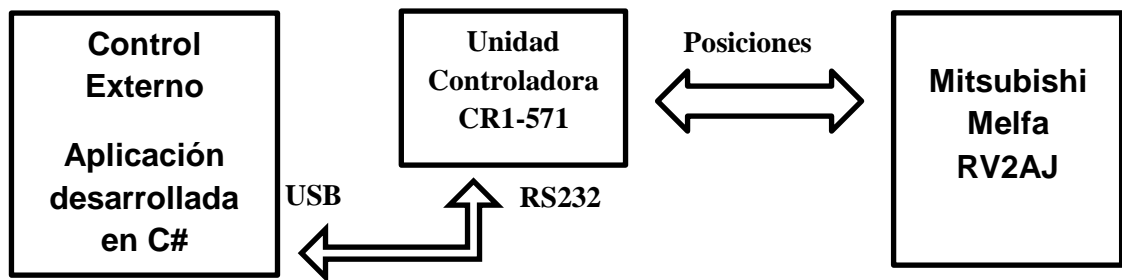 Control
Externo
Aplicación
desarrollada
en C#
USB
RS232
Unidad
Controladora
CR1-571
Posiciones
Mitsubishi
Melfa
RV2AJ